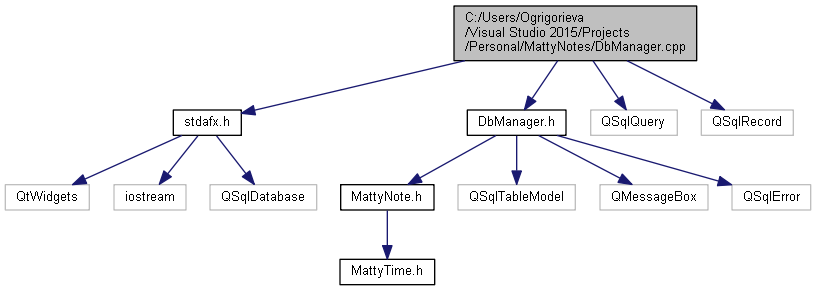 C:/Users/Ogrigorieva
/Visual Studio 2015/Projects
/Personal/MattyNotes/DbManager.cpp
stdafx.h
DbManager.h
QSqlQuery
QSqlRecord
QtWidgets
iostream
QSqlDatabase
MattyNote.h
QSqlTableModel
QMessageBox
QSqlError
MattyTime.h